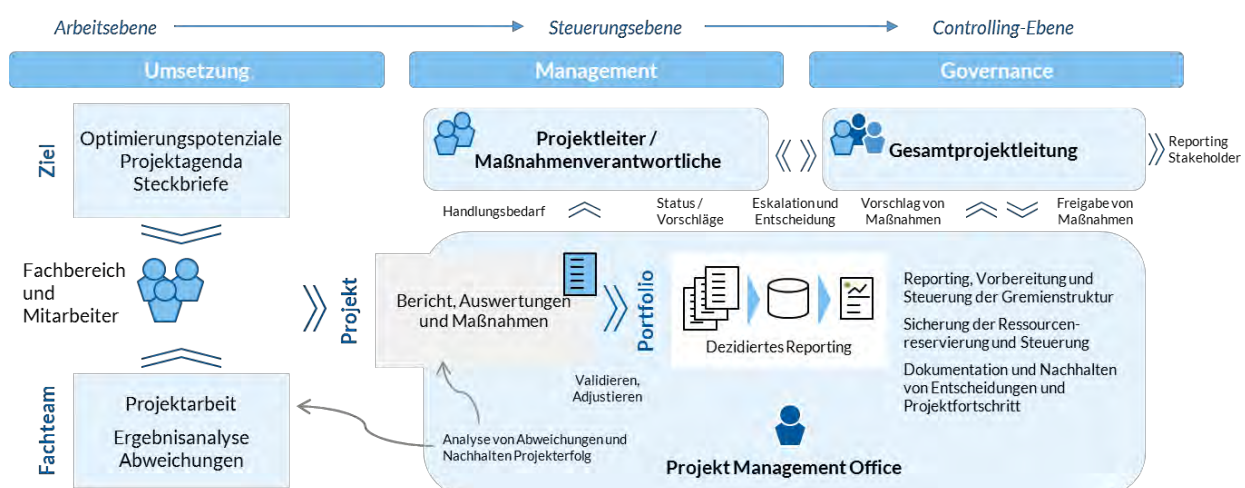 Arbeitsebene
Steuerungsebene
Controlling-Ebene
Umsetzung
Management
Governance
Ziel
Optimierungspotenziale
Projektagenda
Steckbriefe
Projektleiter /
Maßnahmenverantwortliche
Gesamtprojektleitung
Reporting
Stakeholder
Handlungsbedarf
Status /
Vorschläge
Eskalation und
Entscheidung
Vorschlag von
Maßnahmen
Freigabe von
Maßnahmen
Fachbereich
und
Mitarbeiter
Projekt
Bericht, Auswertungen
und Maßnahmen
Portfolio
Dezidiertes Reporting
Reporting, Vorbereitung und
Steuerung der Gremienstruktur
Sicherung der Ressourcen-
reservierung und Steuerung
Dokumentation und Nachhalten
von Entscheidungen und
Projektfortschritt
Validieren,
Adjustieren
Fachteam
Projektarbeit
Ergebnisanalyse
Abweichungen
Analyse von Abweichungen und
Nachhalten Projekterfolg
Projekt Management Office